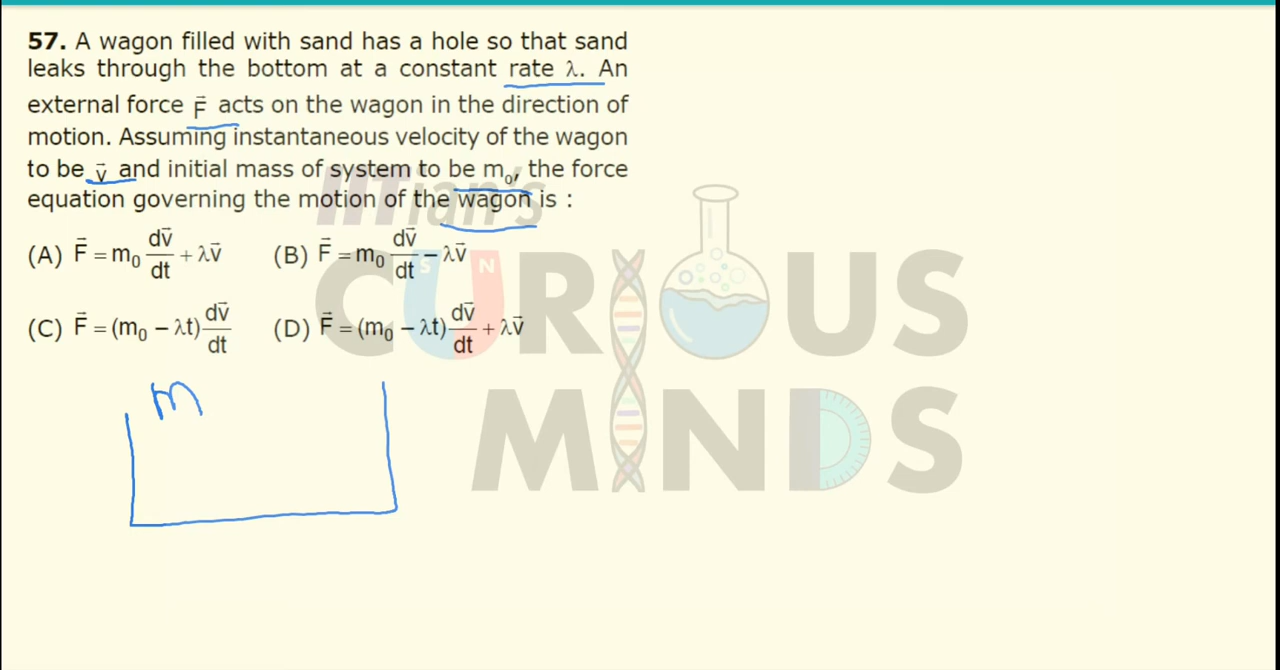 57. A wagon filled with sand has a hole so that sand
leaks through the bottom at a constant rate λ. An
external force F⃗ acts on the wagon in the direction of
motion. Assuming instantaneous velocity of the wagon
to be v⃗ and initial mass of system to be m₀, the force
equation governing the motion of the wagon is :
(A) F⃗ = m₀ dv⃗/dt + λv⃗ (B) F⃗ = m₀ dv⃗/dt − λv⃗
(C) F⃗ = (m₀ − λt) dv⃗/dt (D) F⃗ = (m₀ − λt) dv⃗/dt + λv⃗
m
IITian's
CURIOUS
S N
MINDS